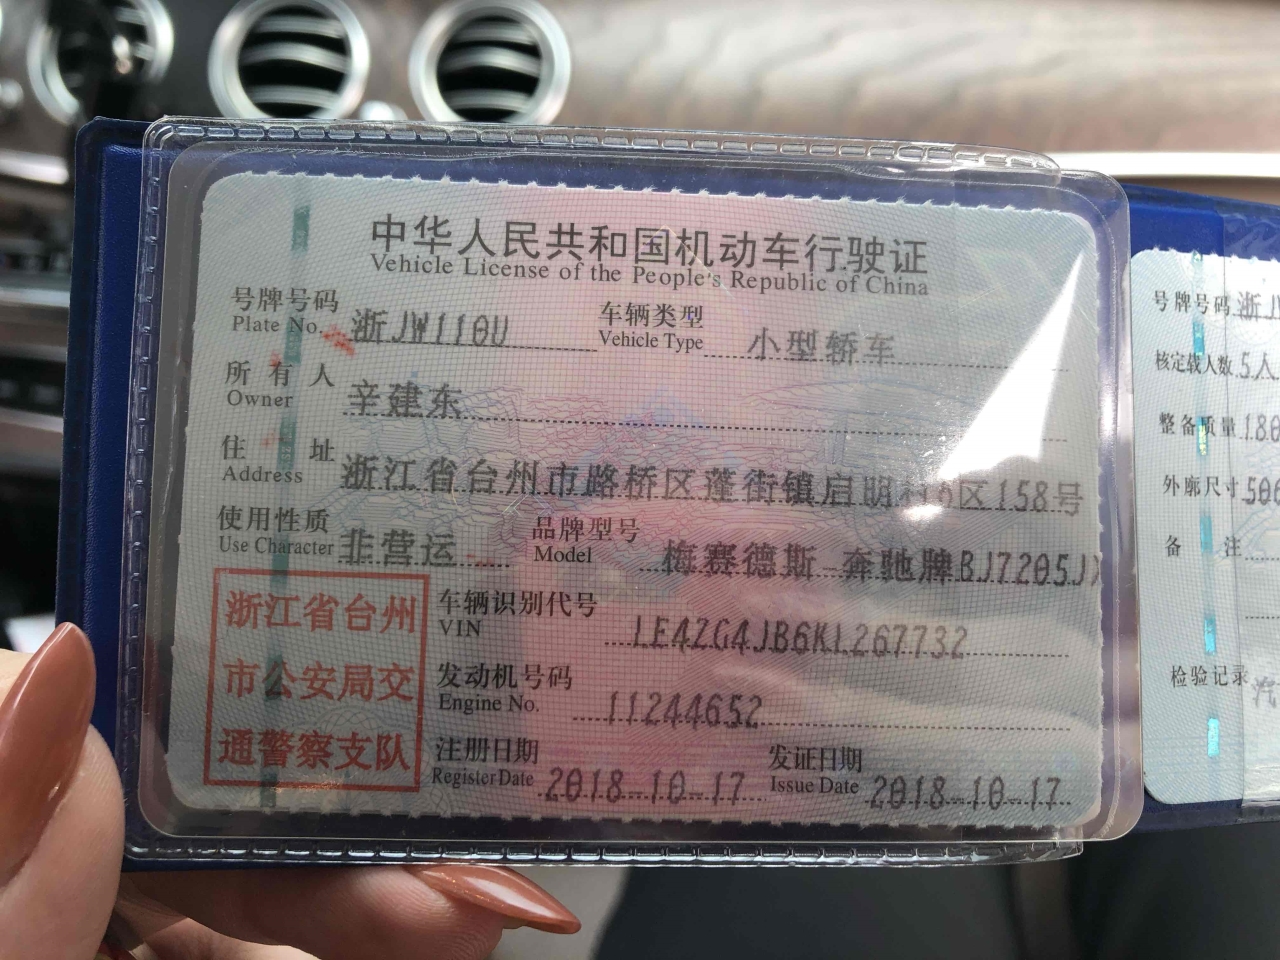 中华人民共和国机动车行驶证
Vehicle License of the People's Republic of China
号牌号码 浙JW110U 车辆类型 小型轿车
Plate No. Vehicle Type
所有人 辛建东
Owner
住址 浙江省台州市路桥区蓬街镇启明村8区158号
Address
使用性质 非营运 品牌型号 梅赛德斯-奔驰牌BJ7205J
Use Character Model
浙江省台州
市公安局交
通警察支队
车辆识别代号 LE4ZG4JB6KL267732
VIN
发动机号码 11244652
Engine No.
注册日期 2018-10-17 发证日期 2018-10-17
Register Date Issue Date
号牌号码 浙J
核定载人数 5人
整备质量 180
外廓尺寸 506
备注
检验记录